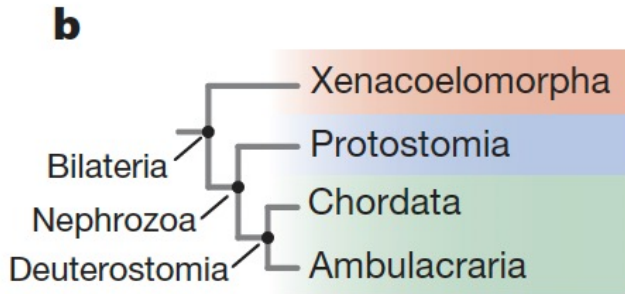 b
Xenacoelomorpha
Protostomia
Bilateria
Chordata
Nephrozoa
Ambulacraria
Deuterostomia